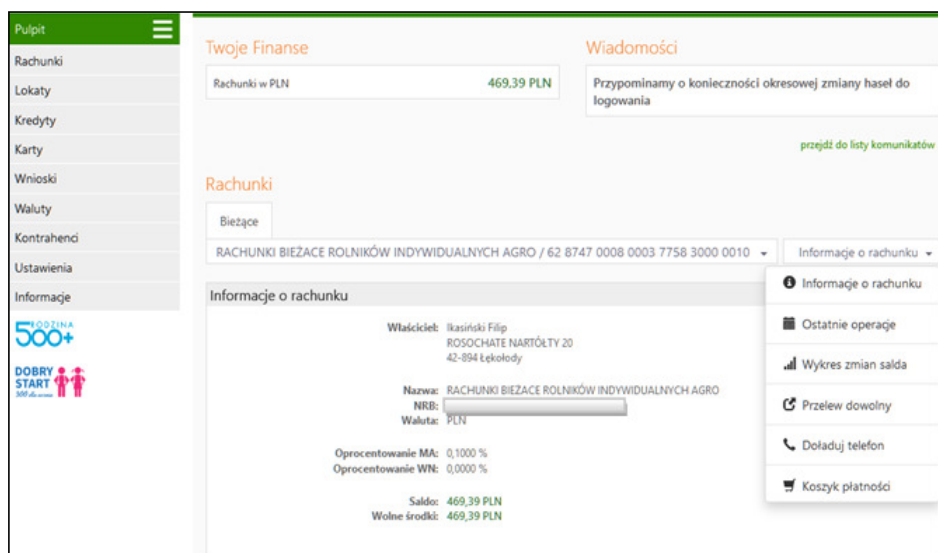 Pulpit
Rachunki
Lokaty
Kredyty
Karty
Wnioski
Waluty
Kontrahenci
Ustawienia
Informacje
RODZINA
500+
DOBRY
START
300 dla ucznia
Twoje Finanse
Rachunki w PLN 469,39 PLN
Wiadomości
Przypominamy o konieczności okresowej zmiany haseł do
logowania
przejdź do listy komunikatów
Rachunki
Bieżące
RACHUNKI BIEŻACE ROLNIKÓW INDYWIDUALNYCH AGRO / 62 8747 0008 0003 7758 3000 0010
Informacje o rachunku
Informacje o rachunku
Ostatnie operacje
Wykres zmian salda
Przelew dowolny
Doładuj telefon
Koszyk płatności
Informacje o rachunku
Właściciel: Ikasiński Filip
ROSOCHATE NARTÓŁTY 20
42-894 Łękołody
Nazwa: RACHUNKI BIEŻACE ROLNIKÓW INDYWIDUALNYCH AGRO
NRB:
Waluta: PLN
Oprocentowanie MA: 0,1000 %
Oprocentowanie WN: 0,0000 %
Saldo: 469,39 PLN
Wolne środki: 469,39 PLN